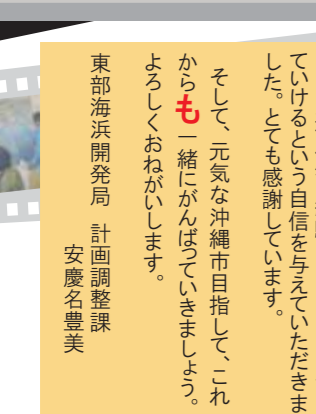 ていけるという自信を与えていただきま
した。とても感謝しています。
そして、元気な沖縄市目指して、これ
からも一緒にがんばっていきましょう。
よろしくおねがいします。
東部海浜開発局　計画調整課
安慶名豊美